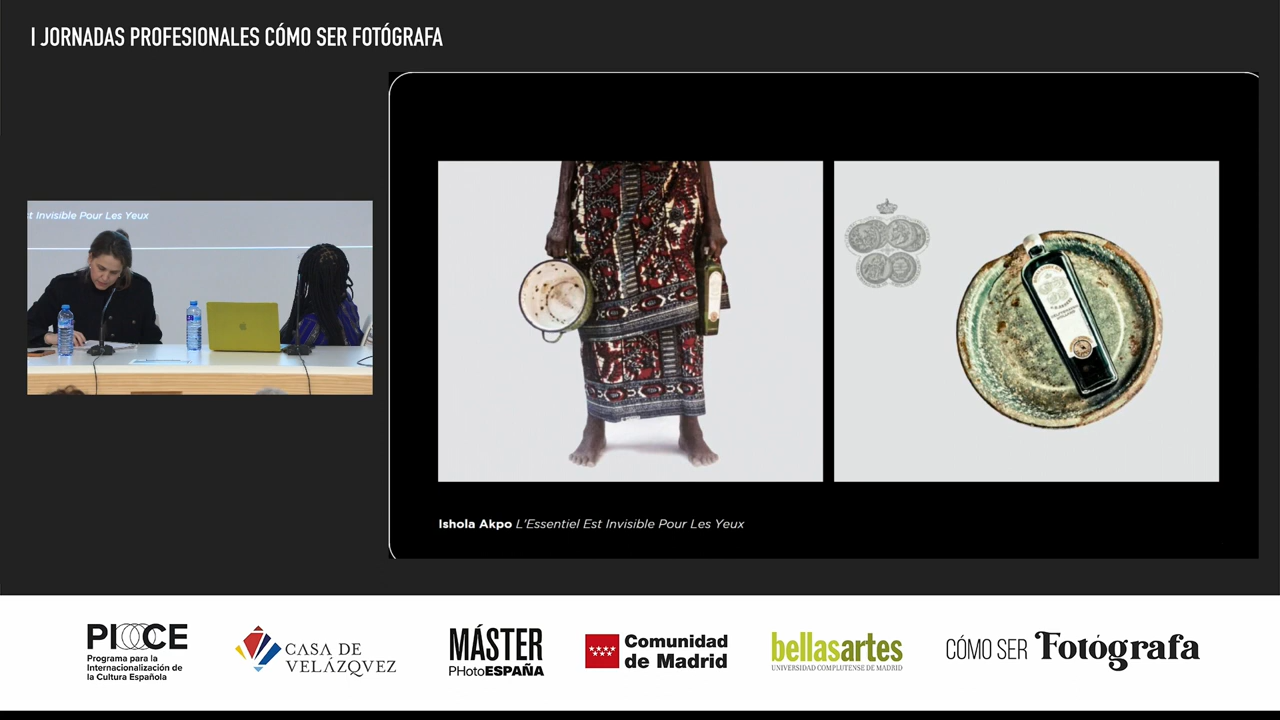 I JORNADAS PROFESIONALES CÓMO SER FOTÓGRAFA
t Invisible Pour Les Yeux
Ishola Akpo L'Essentiel Est Invisible Pour Les Yeux
PICE
Programa para la
Internacionalización de
la Cultura Española
CASA DE
VELÁZQVEZ
MÁSTER
PHotoESPAÑA
Comunidad
de Madrid
bellasartes
UNIVERSIDAD COMPLUTENSE DE MADRID
CÓMO SER Fotógrafa